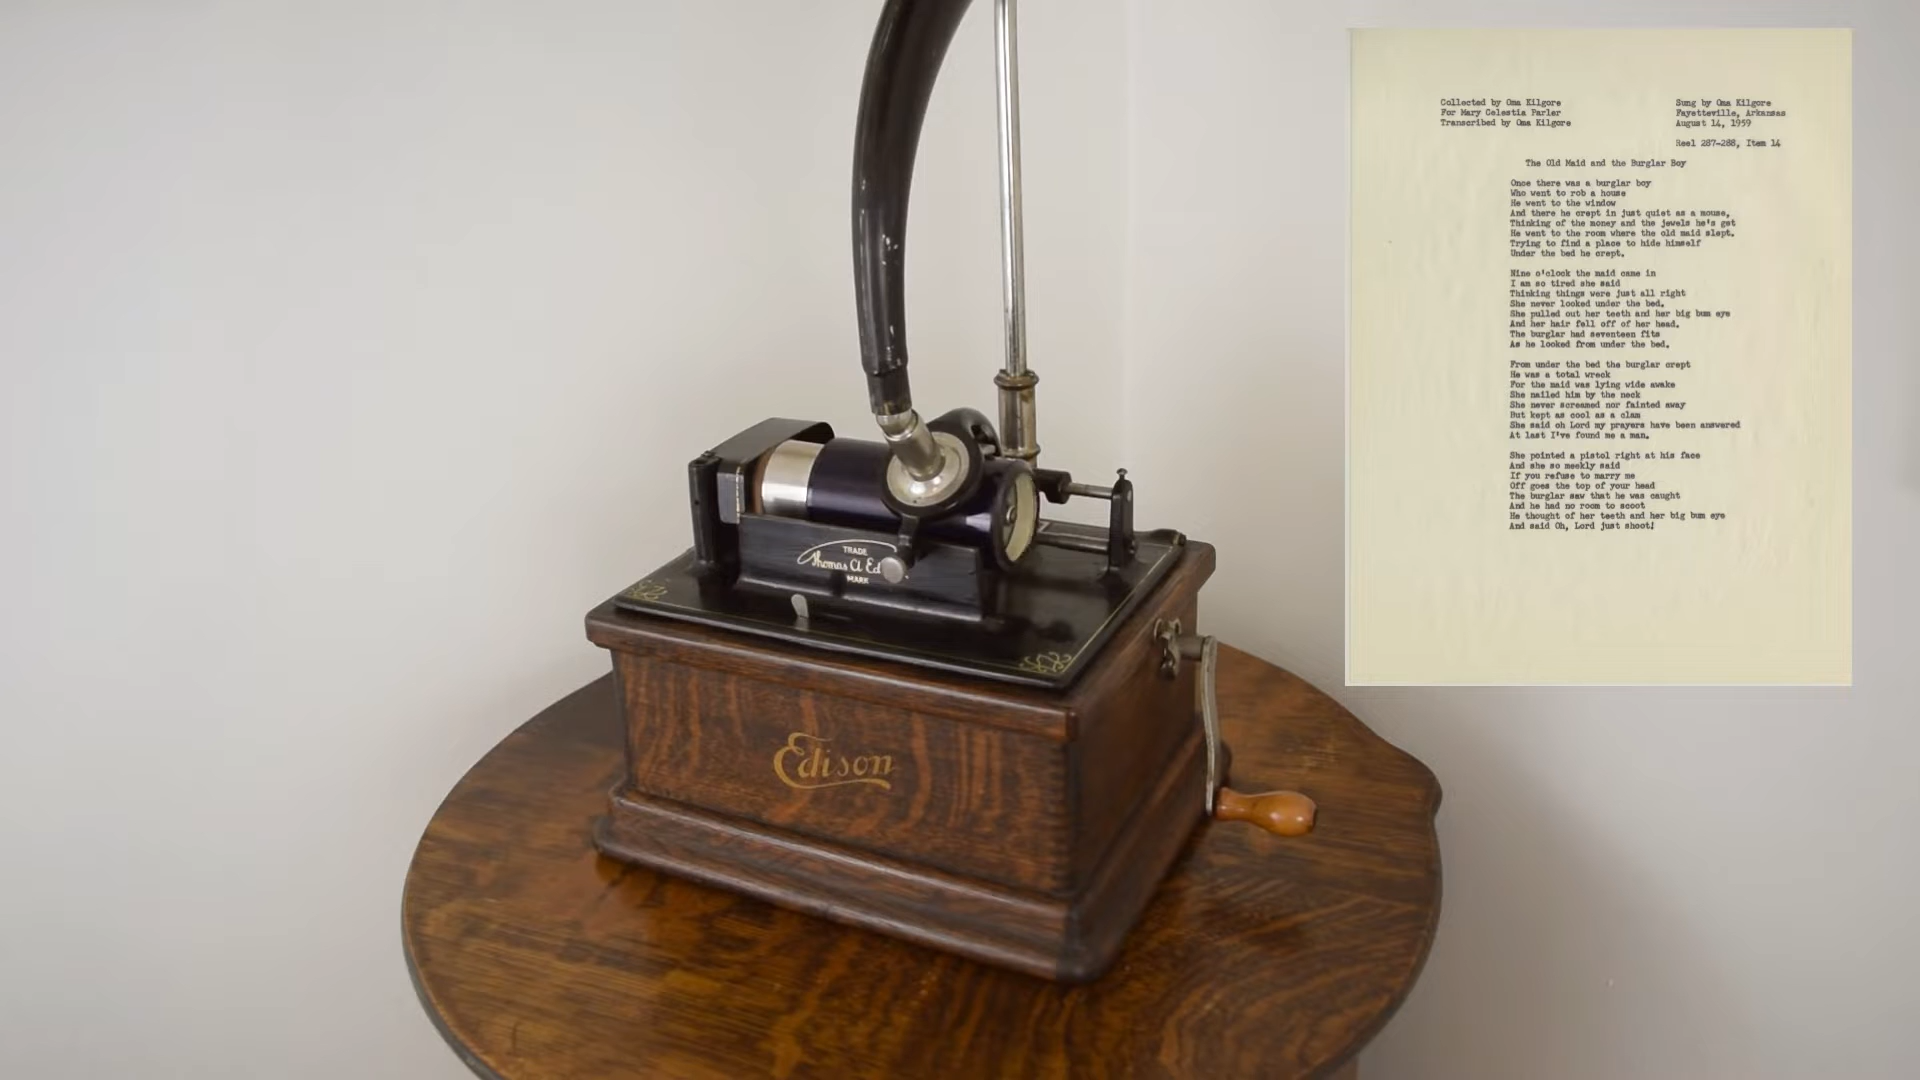 Collected by Oma Kilgore
For Mary Celestia Parler
Transcribed by Oma Kilgore
Sung by Oma Kilgore
Fayetteville, Arkansas
August 14, 1959
Reel 287-288, Item 14
The Old Maid and the Burglar Boy
Once there was a burglar boy
Who went to rob a house
He went to the window
And there he crept in just quiet as a mouse,
Thinking of the money and the jewels he's get
He went to the room where the old maid slept.
Trying to find a place to hide himself
Under the bed he crept.
Nine o'clock the maid came in
I am so tired she said
Thinking things were just all right
She never looked under the bed.
She pulled out her teeth and her big bum eye
And her hair fell off of her head.
The burglar had seventeen fits
As he looked from under the bed.
From under the bed the burglar crept
He was a total wreck
For the maid was lying wide awake
She nailed him by the neck
She never screamed nor fainted away
But kept as cool as a clam
She said oh Lord my prayers have been answered
At last I've found me a man.
She pointed a pistol right at his face
And she so meekly said
If you refuse to marry me
Off goes the top of your head
The burglar saw that he was caught
And he had no room to scoot
He thought of her teeth and her big bum eye
And said Oh, Lord just shoot!
TRADE
Thomas A Ed
MARK
Edison